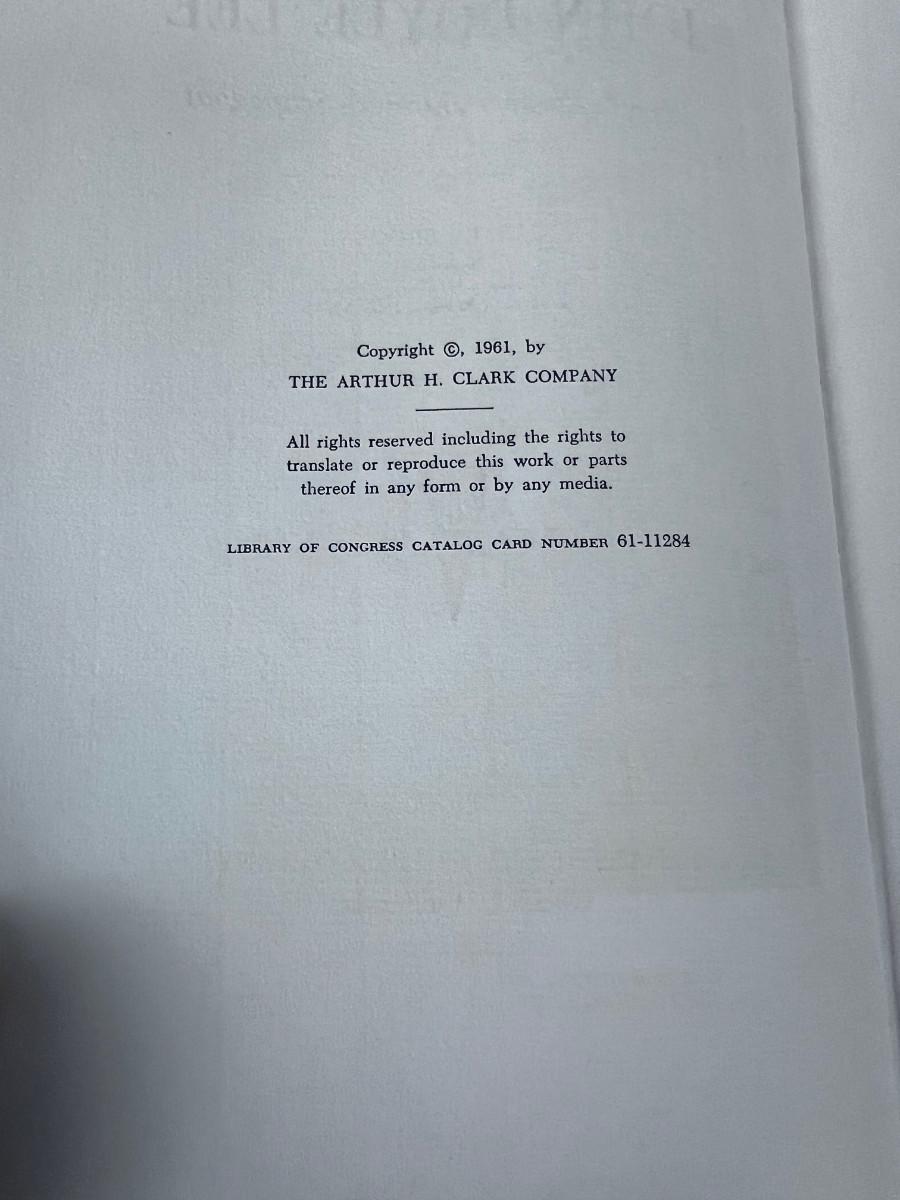 Copyright ©, 1961, by
THE ARTHUR H. CLARK COMPANY
All rights reserved including the rights to
translate or reproduce this work or parts
thereof in any form or by any media.
LIBRARY OF CONGRESS CATALOG CARD NUMBER 61-11284